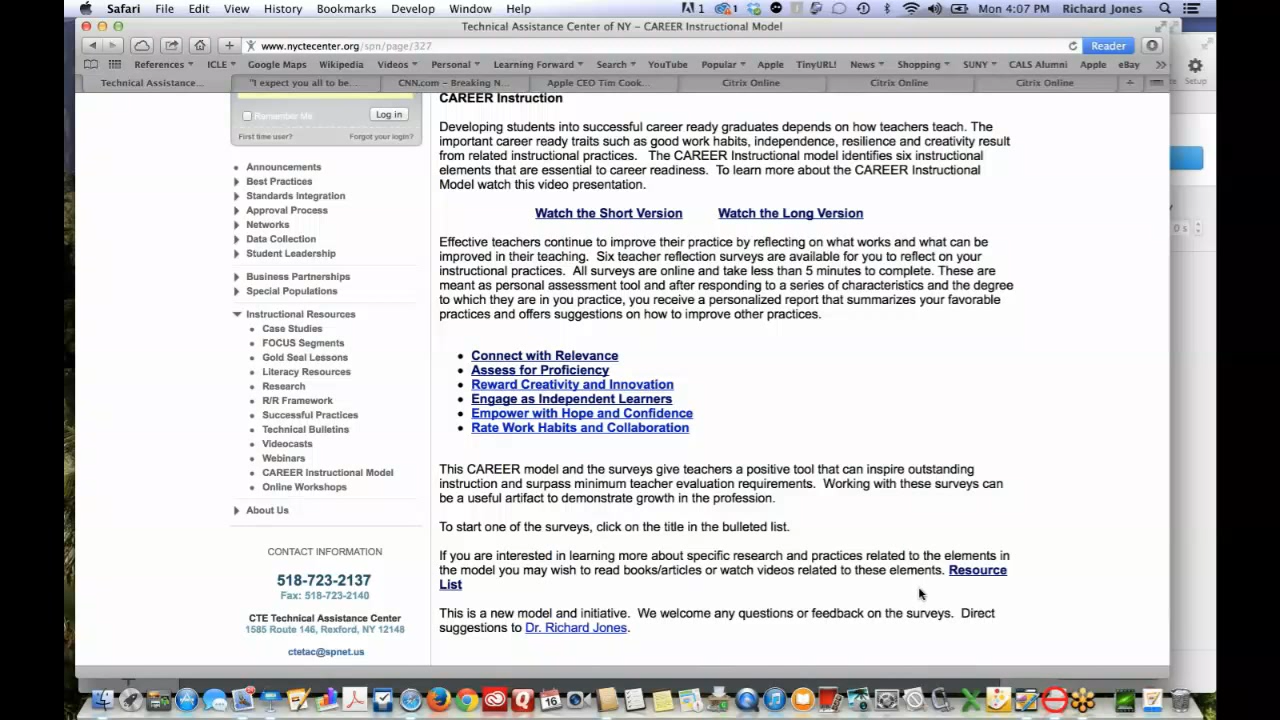 Safari File Edit View History Bookmarks Develop Window Help 1 1 Mon 4:07 PM Richard Jones
Technical Assistance Center of NY – CAREER Instructional Model
www.nyctecenter.org/spn/page/327 Reader
References Google Maps ICLE Wikipedia Videos Personal Learning Forward Search YouTube Popular Apple TinyURL! News Shopping SUNY CALS Alumni Apple eBay
Technical Assistance... "I expect you all to be... CNN.com – Breaking N... Apple CEO Tim Cook... Citrix Online Citrix Online Citrix Online
Setup
Remember Me Log in
First time user? Forgot your login?
Announcements
Best Practices
Standards Integration
Approval Process
Networks
Data Collection
Student Leadership
Business Partnerships
Special Populations
Instructional Resources
Case Studies
FOCUS Segments
Gold Seal Lessons
Literacy Resources
Research
R/R Framework
Successful Practices
Technical Bulletins
Videocasts
Webinars
CAREER Instructional Model
Online Workshops
About Us
CONTACT INFORMATION
518-723-2137
Fax: 518-723-2140
CTE Technical Assistance Center
1585 Route 146, Rexford, NY 12148
ctetac@spnet.us
CAREER Instruction
Developing students into successful career ready graduates depends on how teachers teach. The
important career ready traits such as good work habits, independence, resilience and creativity result
from related instructional practices. The CAREER Instructional model identifies six instructional
elements that are essential to career readiness. To learn more about the CAREER Instructional
Model watch this video presentation.
Watch the Short Version Watch the Long Version
Effective teachers continue to improve their practice by reflecting on what works and what can be
improved in their teaching. Six teacher reflection surveys are available for you to reflect on your
instructional practices. All surveys are online and take less than 5 minutes to complete. These are
meant as personal assessment tool and after responding to a series of characteristics and the degree
to which they are in you practice, you receive a personalized report that summarizes your favorable
practices and offers suggestions on how to improve other practices.
Connect with Relevance
Assess for Proficiency
Reward Creativity and Innovation
Engage as Independent Learners
Empower with Hope and Confidence
Rate Work Habits and Collaboration
This CAREER model and the surveys give teachers a positive tool that can inspire outstanding
instruction and surpass minimum teacher evaluation requirements. Working with these surveys can
be a useful artifact to demonstrate growth in the profession.
To start one of the surveys, click on the title in the bulleted list.
If you are interested in learning more about specific research and practices related to the elements in
the model you may wish to read books/articles or watch videos related to these elements. Resource
List
This is a new model and initiative. We welcome any questions or feedback on the surveys. Direct
suggestions to Dr. Richard Jones.
0 s
16